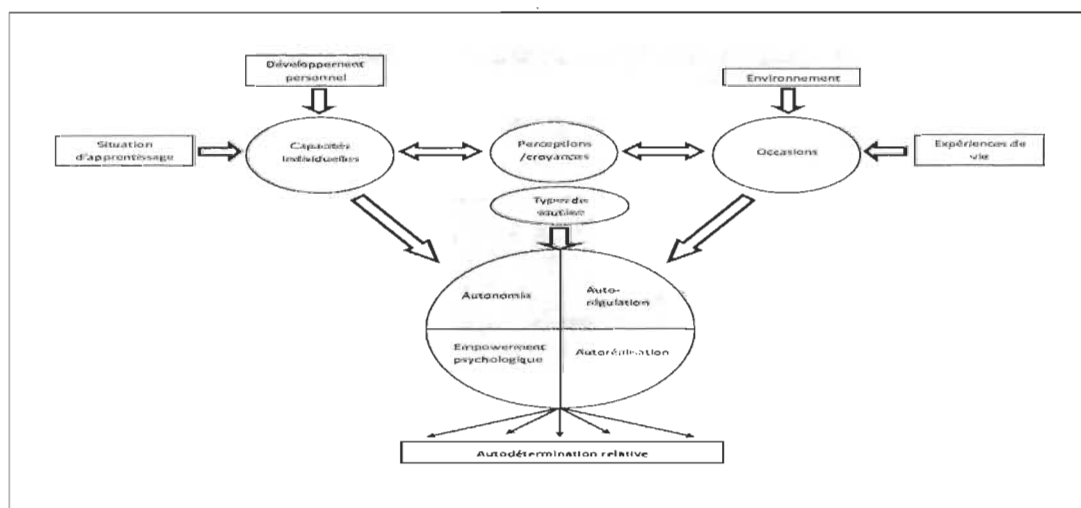 Développement
personnel
Environnement
Situation
d'apprentissage
Capacités
individuelles
Perceptions
/croyances
Occasions
Expériences de
vie
Types de
soutien
Autonomie
Auto-
régulation
Empowerment
psychologique
Autoréalisation
Autodétermination relative